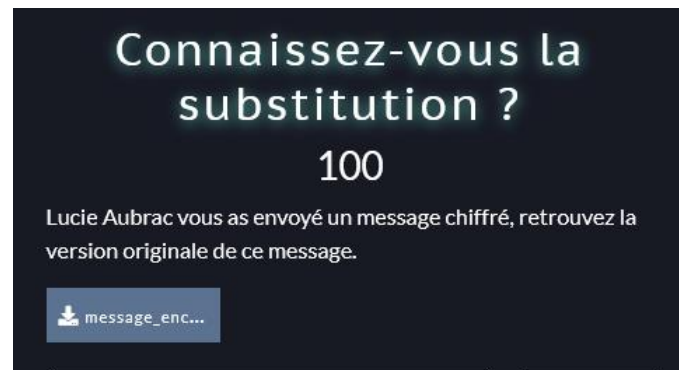 Connaissez-vous la
substitution ?
100
Lucie Aubrac vous as envoyé un message chiffré, retrouvez la
version originale de ce message.
message_enc...